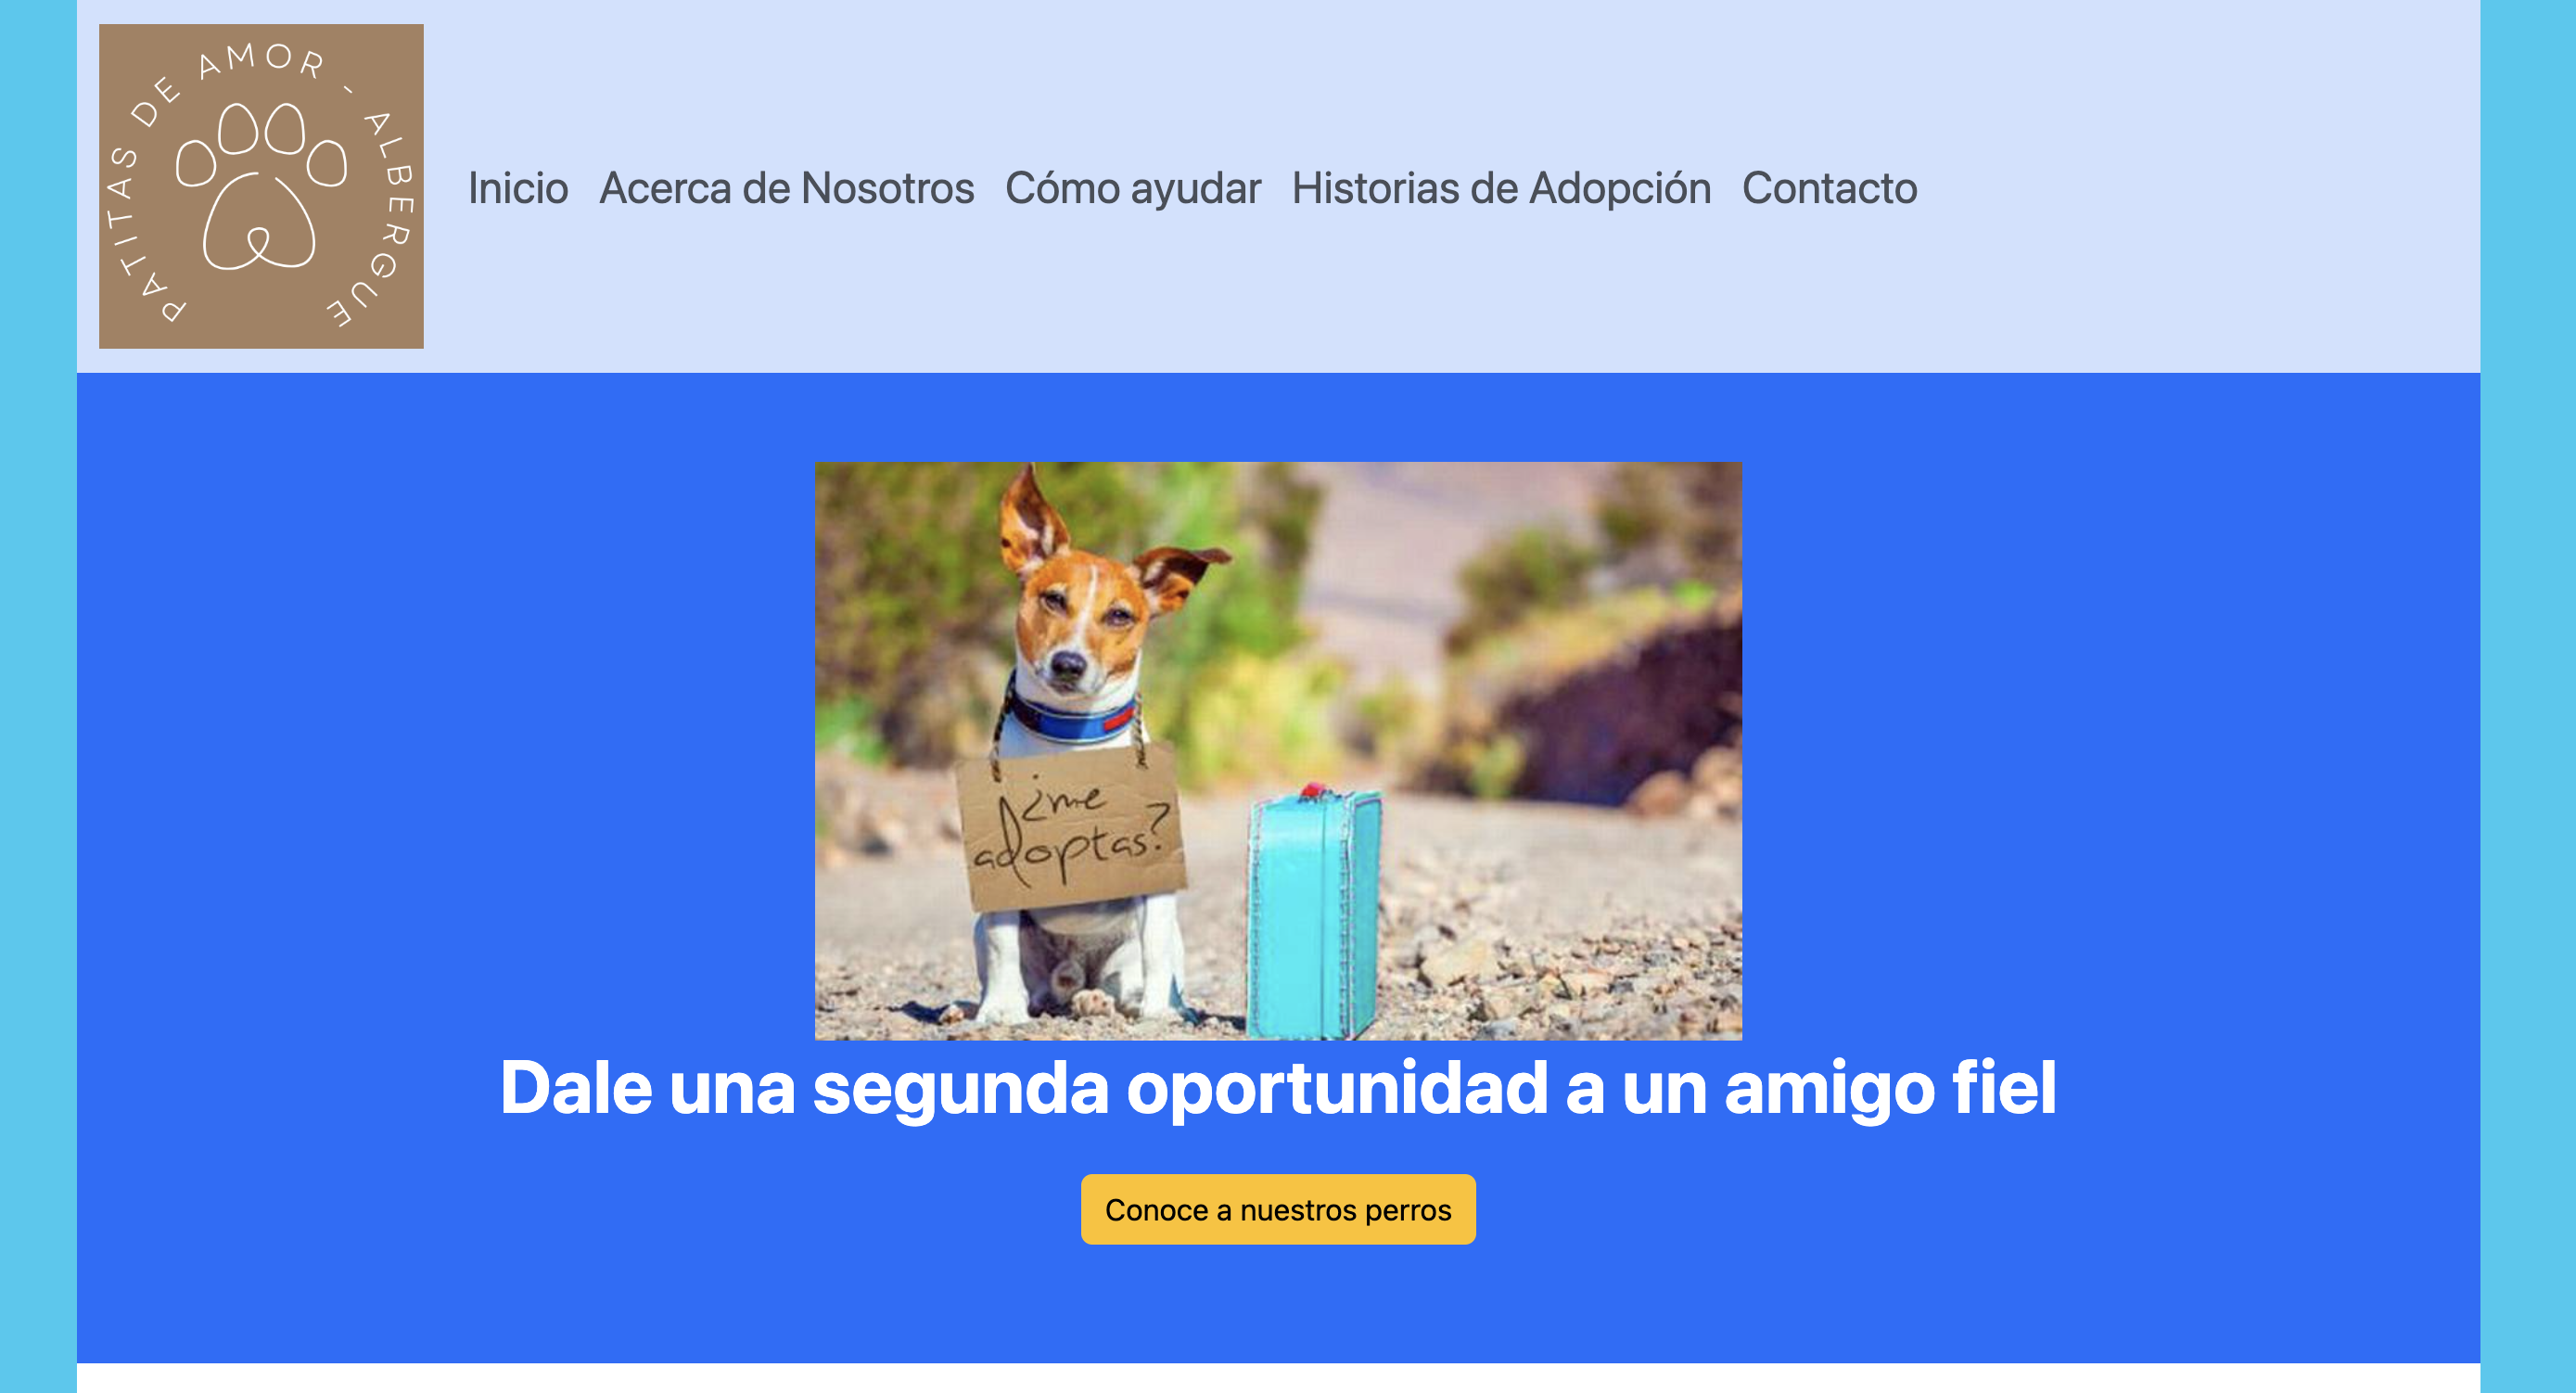 PATITAS DE AMOR - ALBERGUE
Inicio Acerca de Nosotros Cómo ayudar Historias de Adopción Contacto
¿me
adoptas?
Dale una segunda oportunidad a un amigo fiel
Conoce a nuestros perros